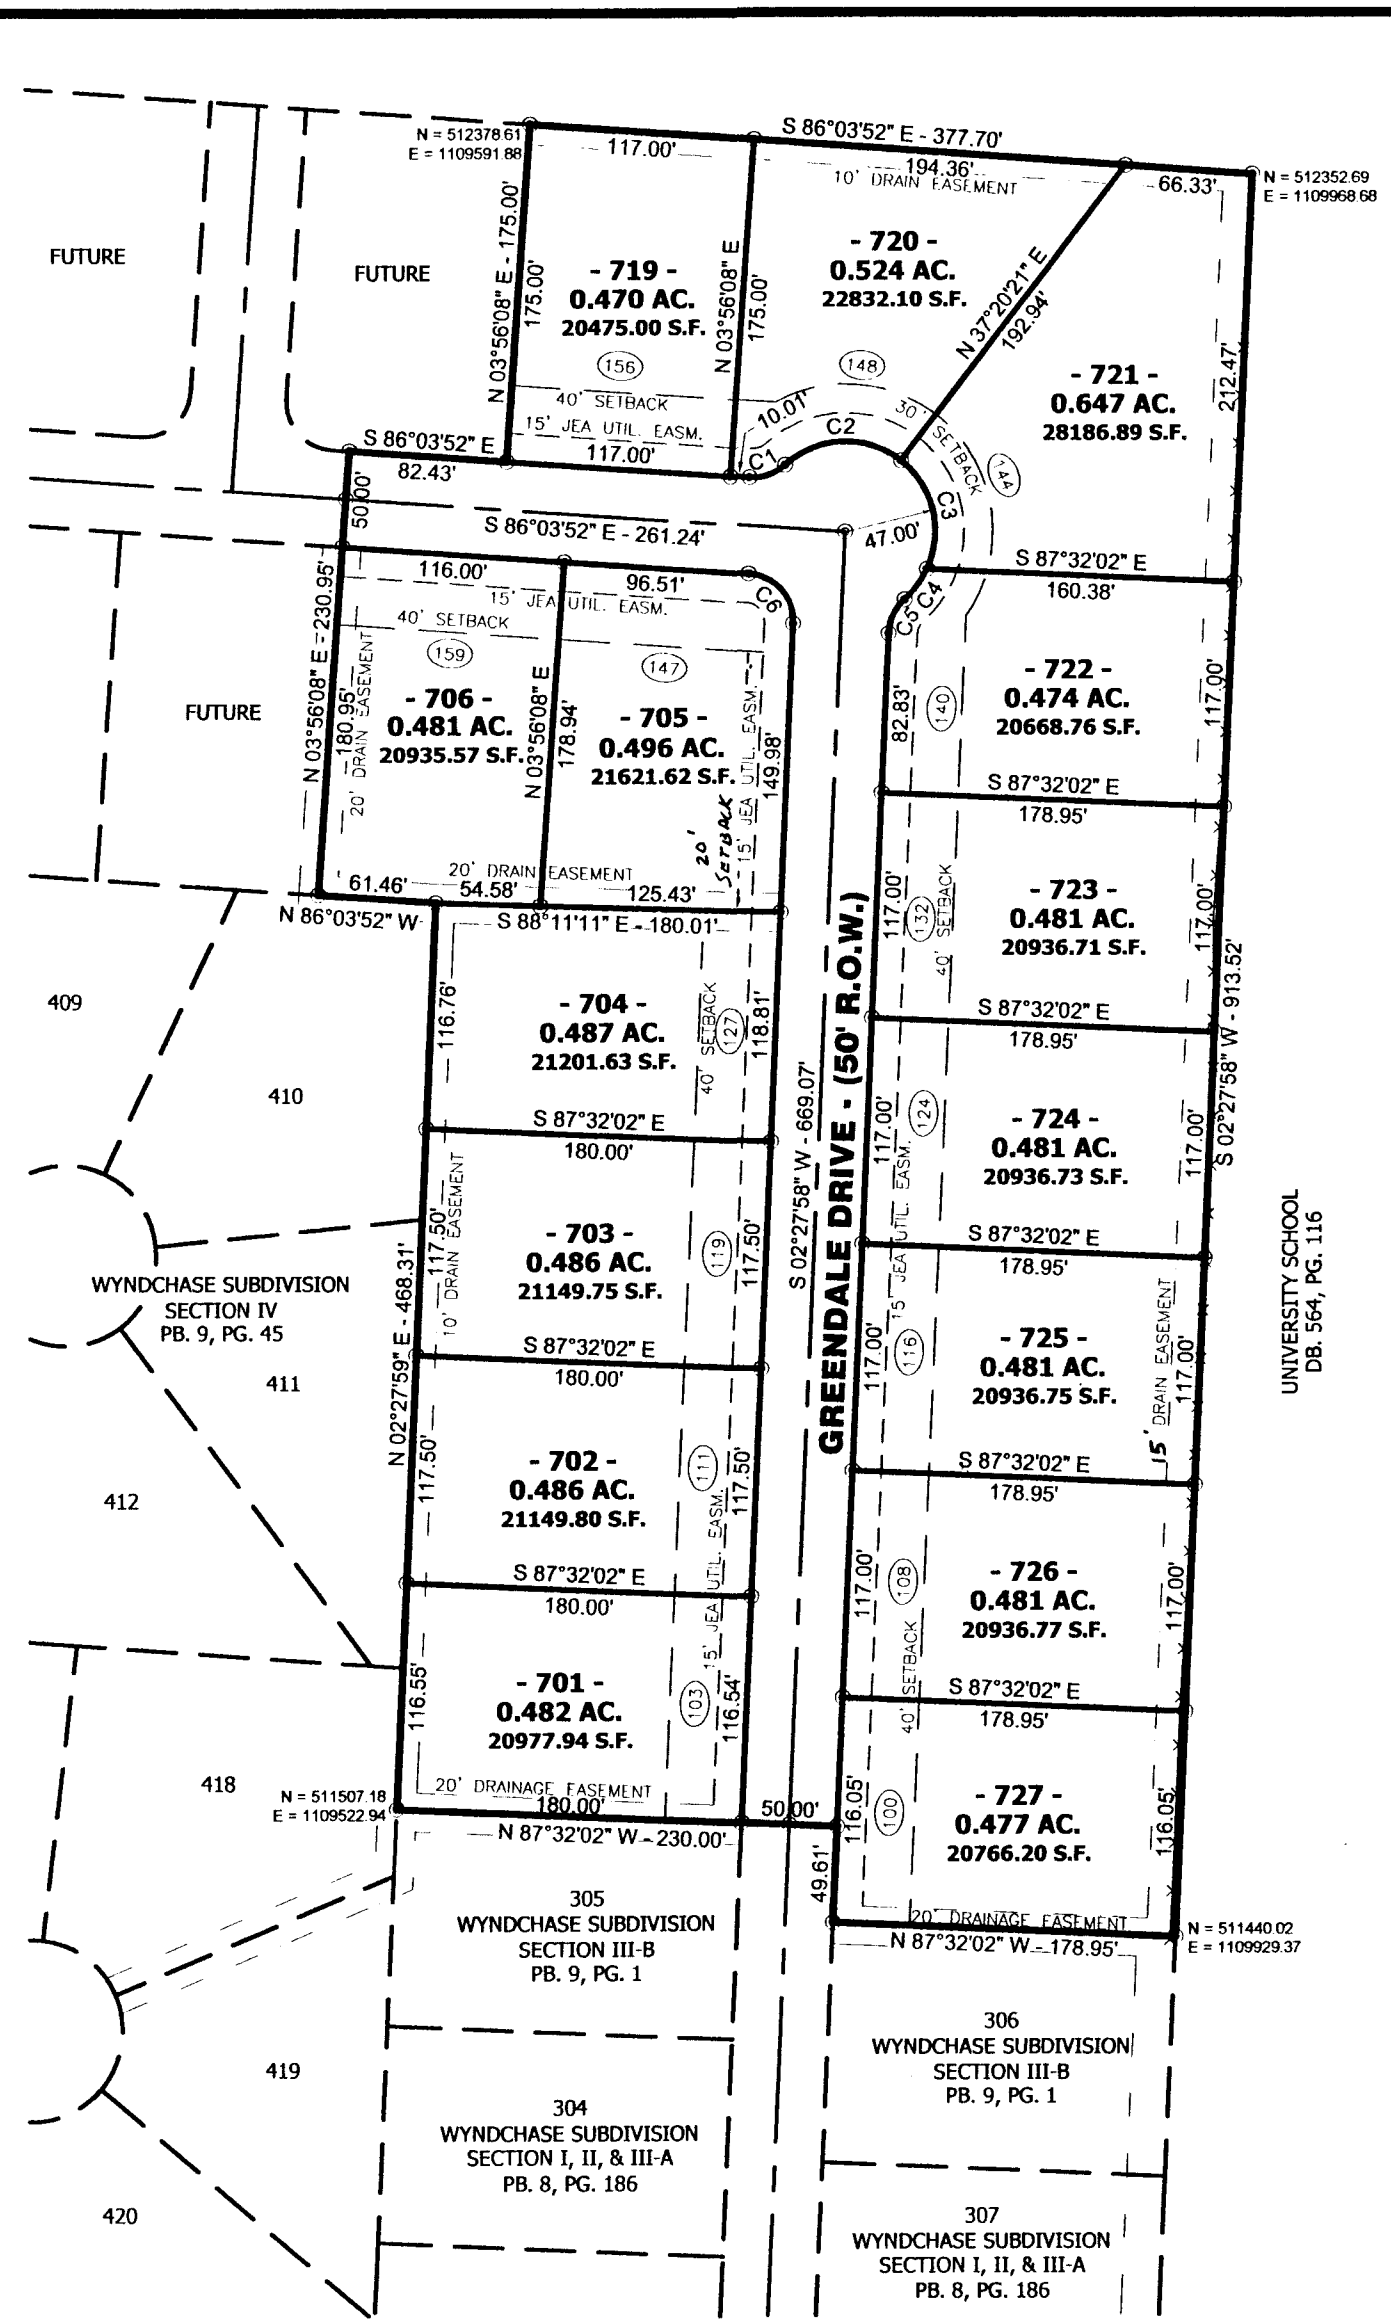 S 86°03'52" E - 377.70'
N = 512378.61
E = 1109591.88
117.00'
194.36'
10' DRAIN EASEMENT
66.33'
N = 512352.69
E = 1109968.68
FUTURE
FUTURE
N 03°56'08" E - 175.00'
175.00'
- 719 -
0.470 AC.
20475.00 S.F.
156
40' SETBACK
15' JEA UTIL. EASM.
117.00'
N 03°56'08" E
175.00'
- 720 -
0.524 AC.
22832.10 S.F.
148
10.01'
C1
C2
30' SETBACK
144
C3
N 37°20'21" E
192.94'
- 721 -
0.647 AC.
28186.89 S.F.
212.47'
S 86°03'52" E
82.43'
50.00'
S 86°03'52" E - 261.24'
47.00'
S 87°32'02" E
160.38'
116.00'
96.51'
15' JEA UTIL. EASM.
C6
C5
C4
40' SETBACK
159
147
N 03°56'08" E - 230.95'
180.95'
20' DRAIN EASEMENT
FUTURE
- 706 -
0.481 AC.
20935.57 S.F.
N 03°56'08" E
178.94'
- 705 -
0.496 AC.
21621.62 S.F.
15' JEA UTIL. EASM.
149.98'
20'
SETBACK
82.83'
140
- 722 -
0.474 AC.
20668.76 S.F.
117.00'
S 87°32'02" E
178.95'
20' DRAIN EASEMENT
61.46'
54.58'
125.43'
N 86°03'52" W
S 88°11'11" E - 180.01'
117.00'
132
40' SETBACK
- 723 -
0.481 AC.
20936.71 S.F.
117.00'
S 02°27'58" W - 913.52'
S 87°32'02" E
178.95'
409
116.76'
- 704 -
0.487 AC.
21201.63 S.F.
40' SETBACK
127
118.81'
S 02°27'58" W - 669.07'
GREENDALE DRIVE - (50' R.O.W.)
410
S 87°32'02" E
180.00'
117.00'
124
15' JEA UTIL. EASM.
- 724 -
0.481 AC.
20936.73 S.F.
117.00'
S 87°32'02" E
178.95'
WYNDCHASE SUBDIVISION
SECTION IV
PB. 9, PG. 45
N 02°27'59" E - 468.31'
117.50'
10' DRAIN EASEMENT
- 703 -
0.486 AC.
21149.75 S.F.
119
117.50'
S 87°32'02" E
180.00'
UNIVERSITY SCHOOL
DB. 564, PG. 116
411
117.00'
116
- 725 -
0.481 AC.
20936.75 S.F.
15' DRAIN EASEMENT
117.00'
S 87°32'02" E
178.95'
412
117.50'
- 702 -
0.486 AC.
21149.80 S.F.
111
15' JEA UTIL. EASM.
117.50'
S 87°32'02" E
180.00'
117.00'
108
40' SETBACK
- 726 -
0.481 AC.
20936.77 S.F.
117.00'
S 87°32'02" E
178.95'
116.55'
- 701 -
0.482 AC.
20977.94 S.F.
103
116.54'
418
N = 511507.18
E = 1109522.94
20' DRAINAGE EASEMENT
180.00'
50.00'
N 87°32'02" W - 230.00'
116.05'
100
- 727 -
0.477 AC.
20766.20 S.F.
116.05'
49.61'
20' DRAINAGE EASEMENT
N 87°32'02" W - 178.95'
N = 511440.02
E = 1109929.37
305
WYNDCHASE SUBDIVISION
SECTION III-B
PB. 9, PG. 1
306
WYNDCHASE SUBDIVISION
SECTION III-B
PB. 9, PG. 1
419
304
WYNDCHASE SUBDIVISION
SECTION I, II, & III-A
PB. 8, PG. 186
420
307
WYNDCHASE SUBDIVISION
SECTION I, II, & III-A
PB. 8, PG. 186